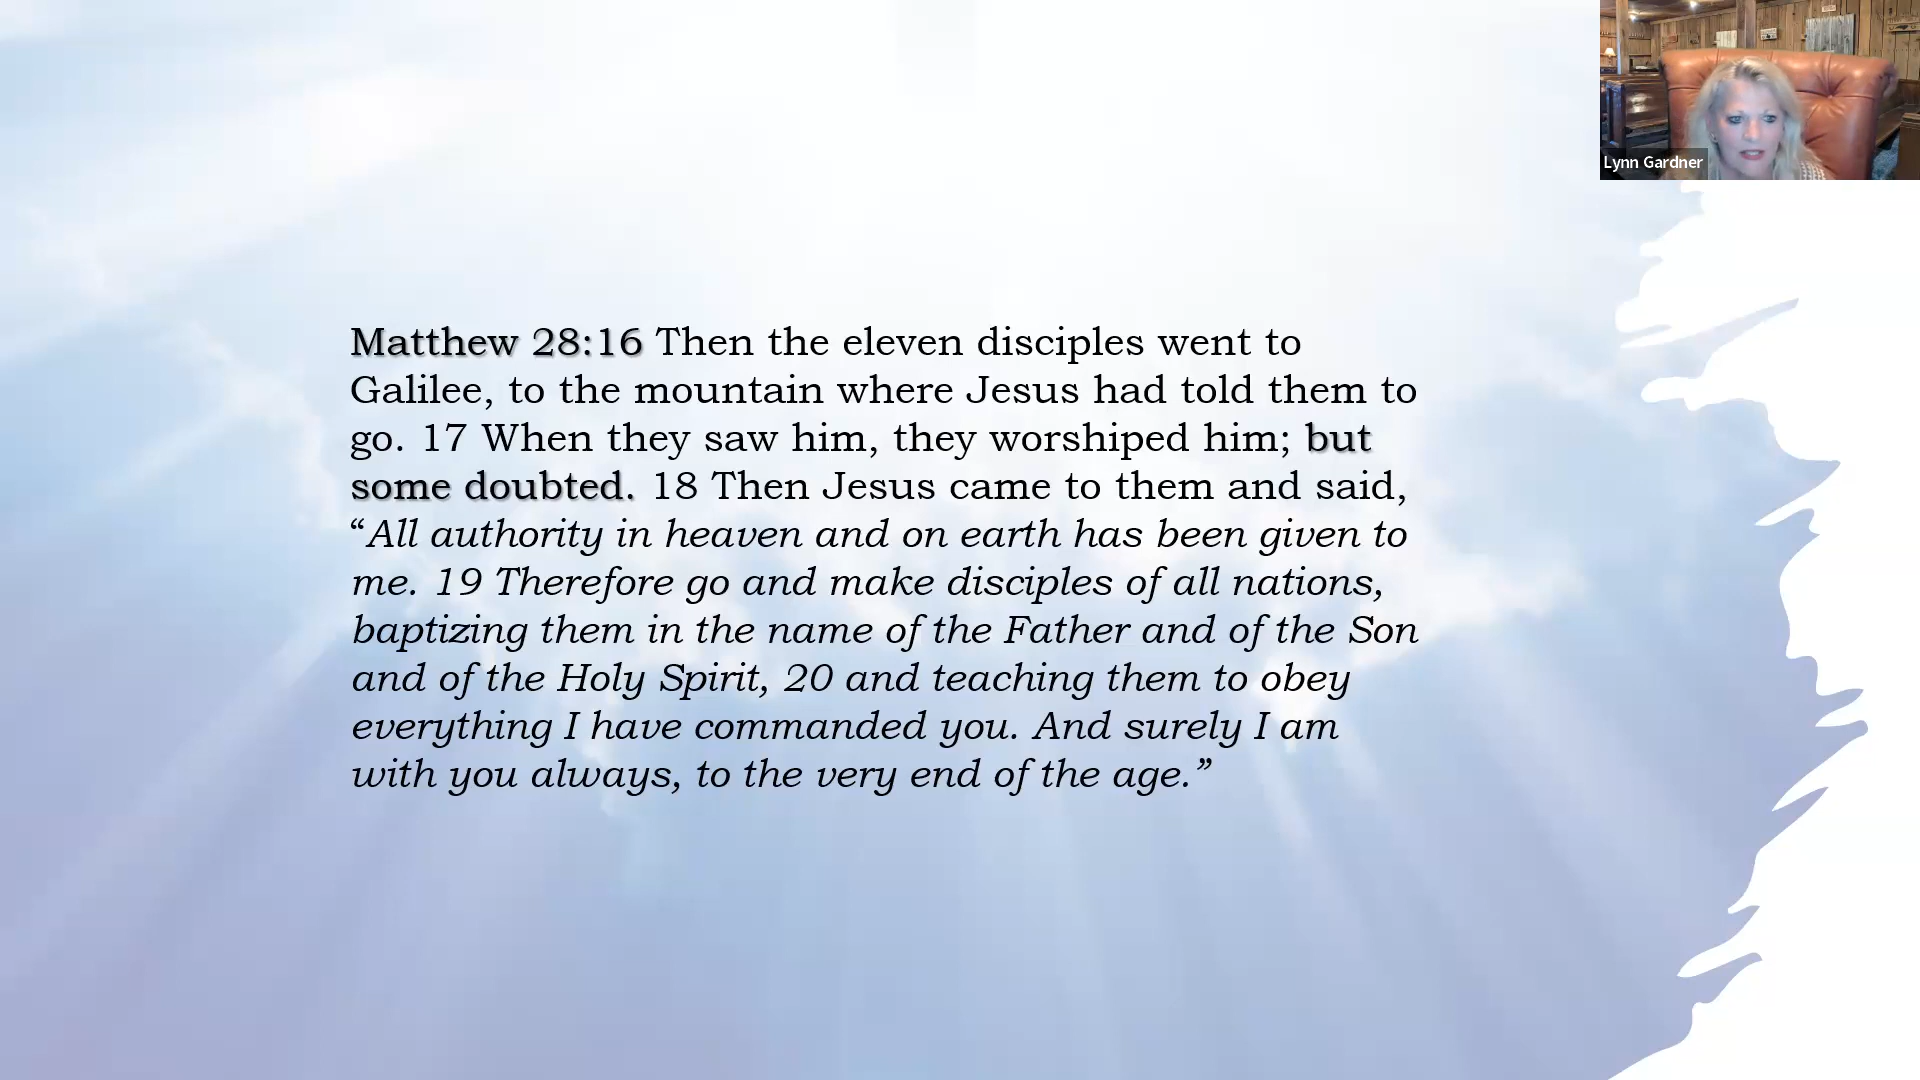 Lynn Gardner
Matthew 28:16 Then the eleven disciples went to
Galilee, to the mountain where Jesus had told them to
go. 17 When they saw him, they worshiped him; but
some doubted. 18 Then Jesus came to them and said,
“All authority in heaven and on earth has been given to
me. 19 Therefore go and make disciples of all nations,
baptizing them in the name of the Father and of the Son
and of the Holy Spirit, 20 and teaching them to obey
everything I have commanded you. And surely I am
with you always, to the very end of the age.”